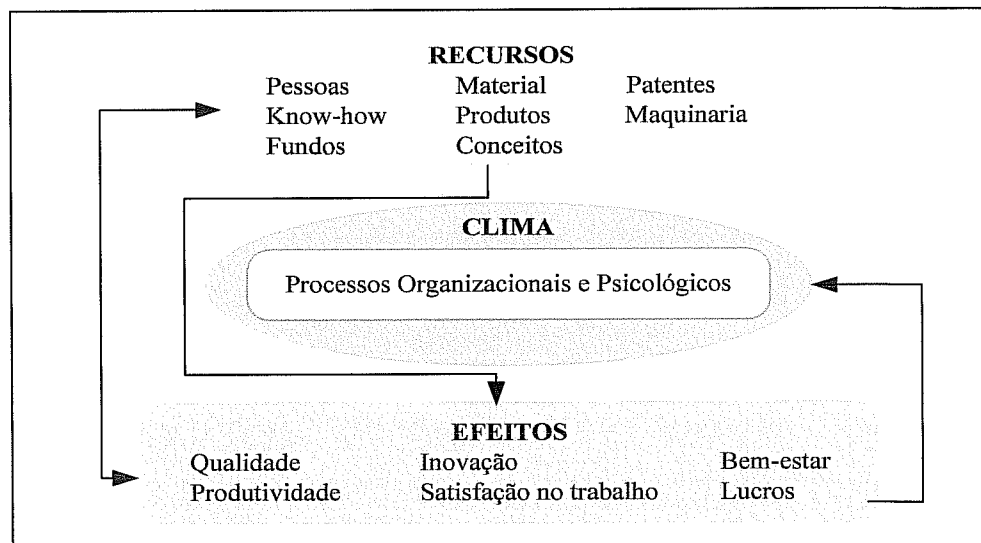 RECURSOS
Pessoas Material Patentes
Know-how Produtos Maquinaria
Fundos Conceitos
CLIMA
Processos Organizacionais e Psicológicos
EFEITOS
Qualidade Inovação Bem-estar
Produtividade Satisfação no trabalho Lucros